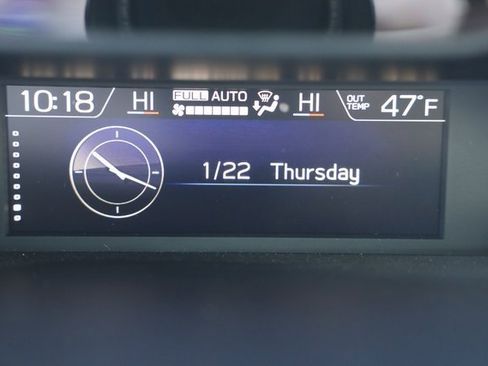 10:18 HI FULL AUTO HI OUT TEMP 47°F
1/22 Thursday